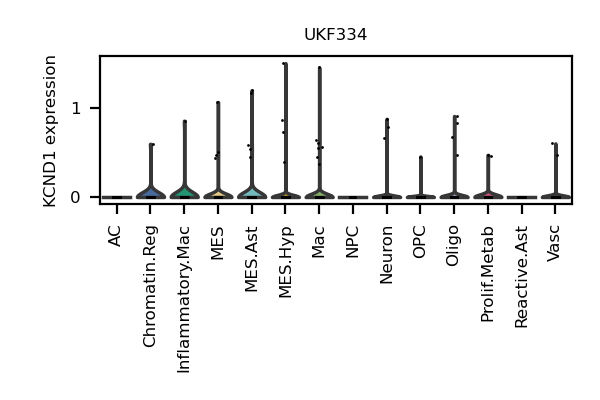 UKF334
KCND1 expression
1
0
AC
Chromatin.Reg
Inflammatory.Mac
MES
MES.Ast
MES.Hyp
Mac
NPC
Neuron
OPC
Oligo
Prolif.Metab
Reactive.Ast
Vasc